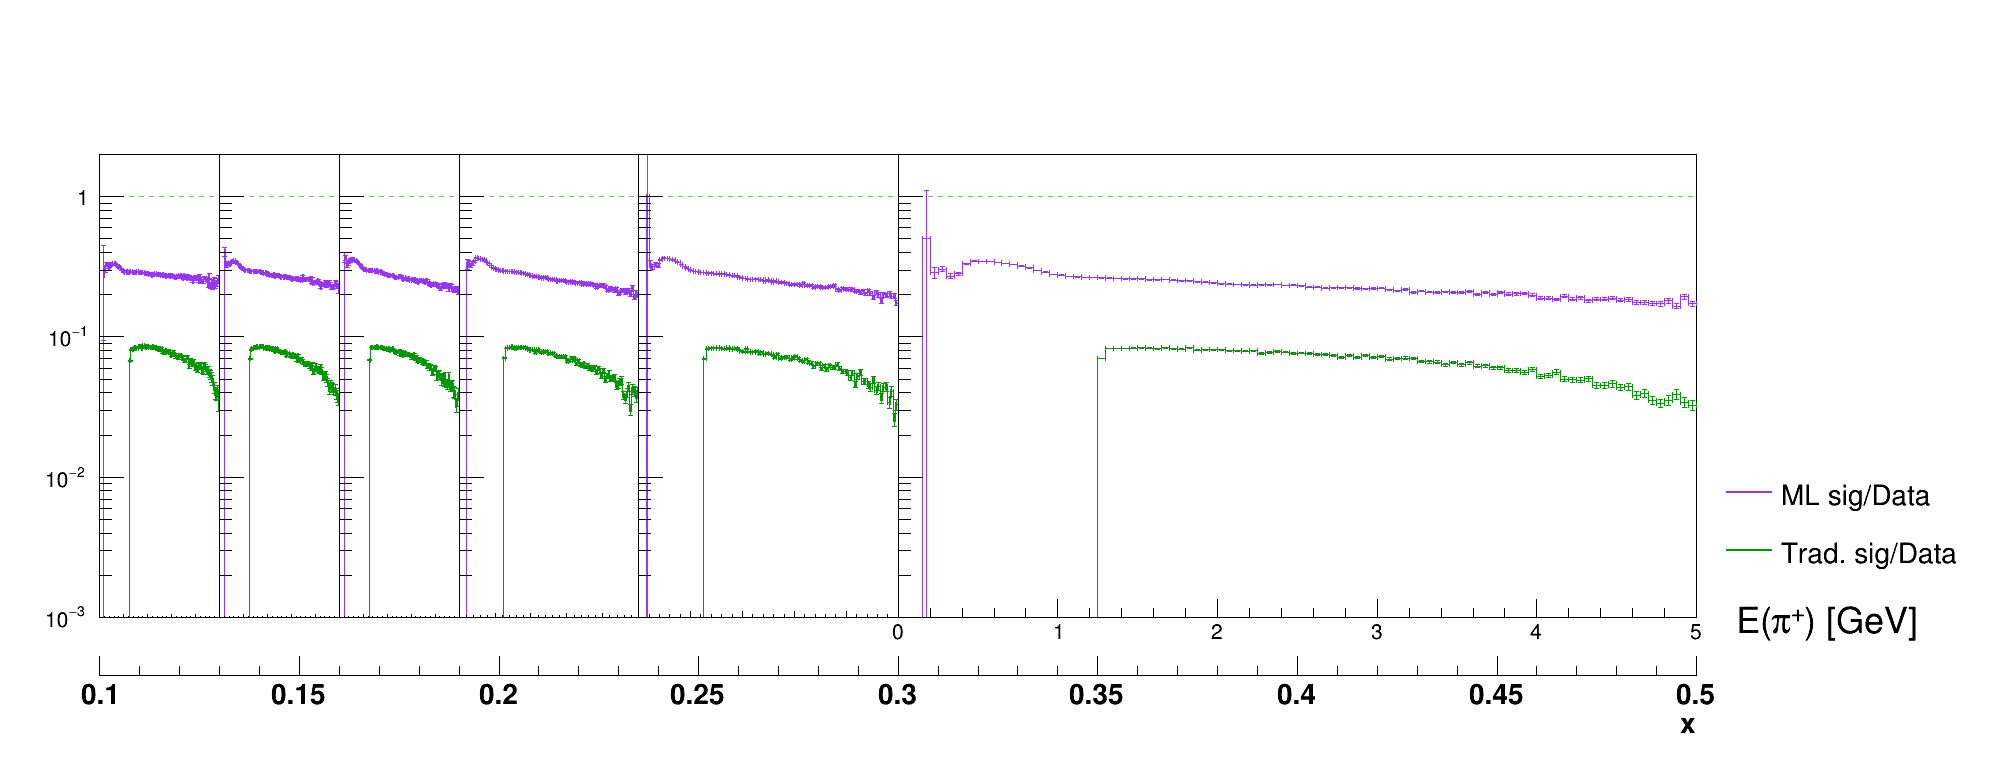 1
10⁻¹
10⁻²
10⁻³
ML sig/Data
Trad. sig/Data
E(π⁺) [GeV]
0 1 2 3 4 5
0.1 0.15 0.2 0.25 0.3 0.35 0.4 0.45 0.5
x